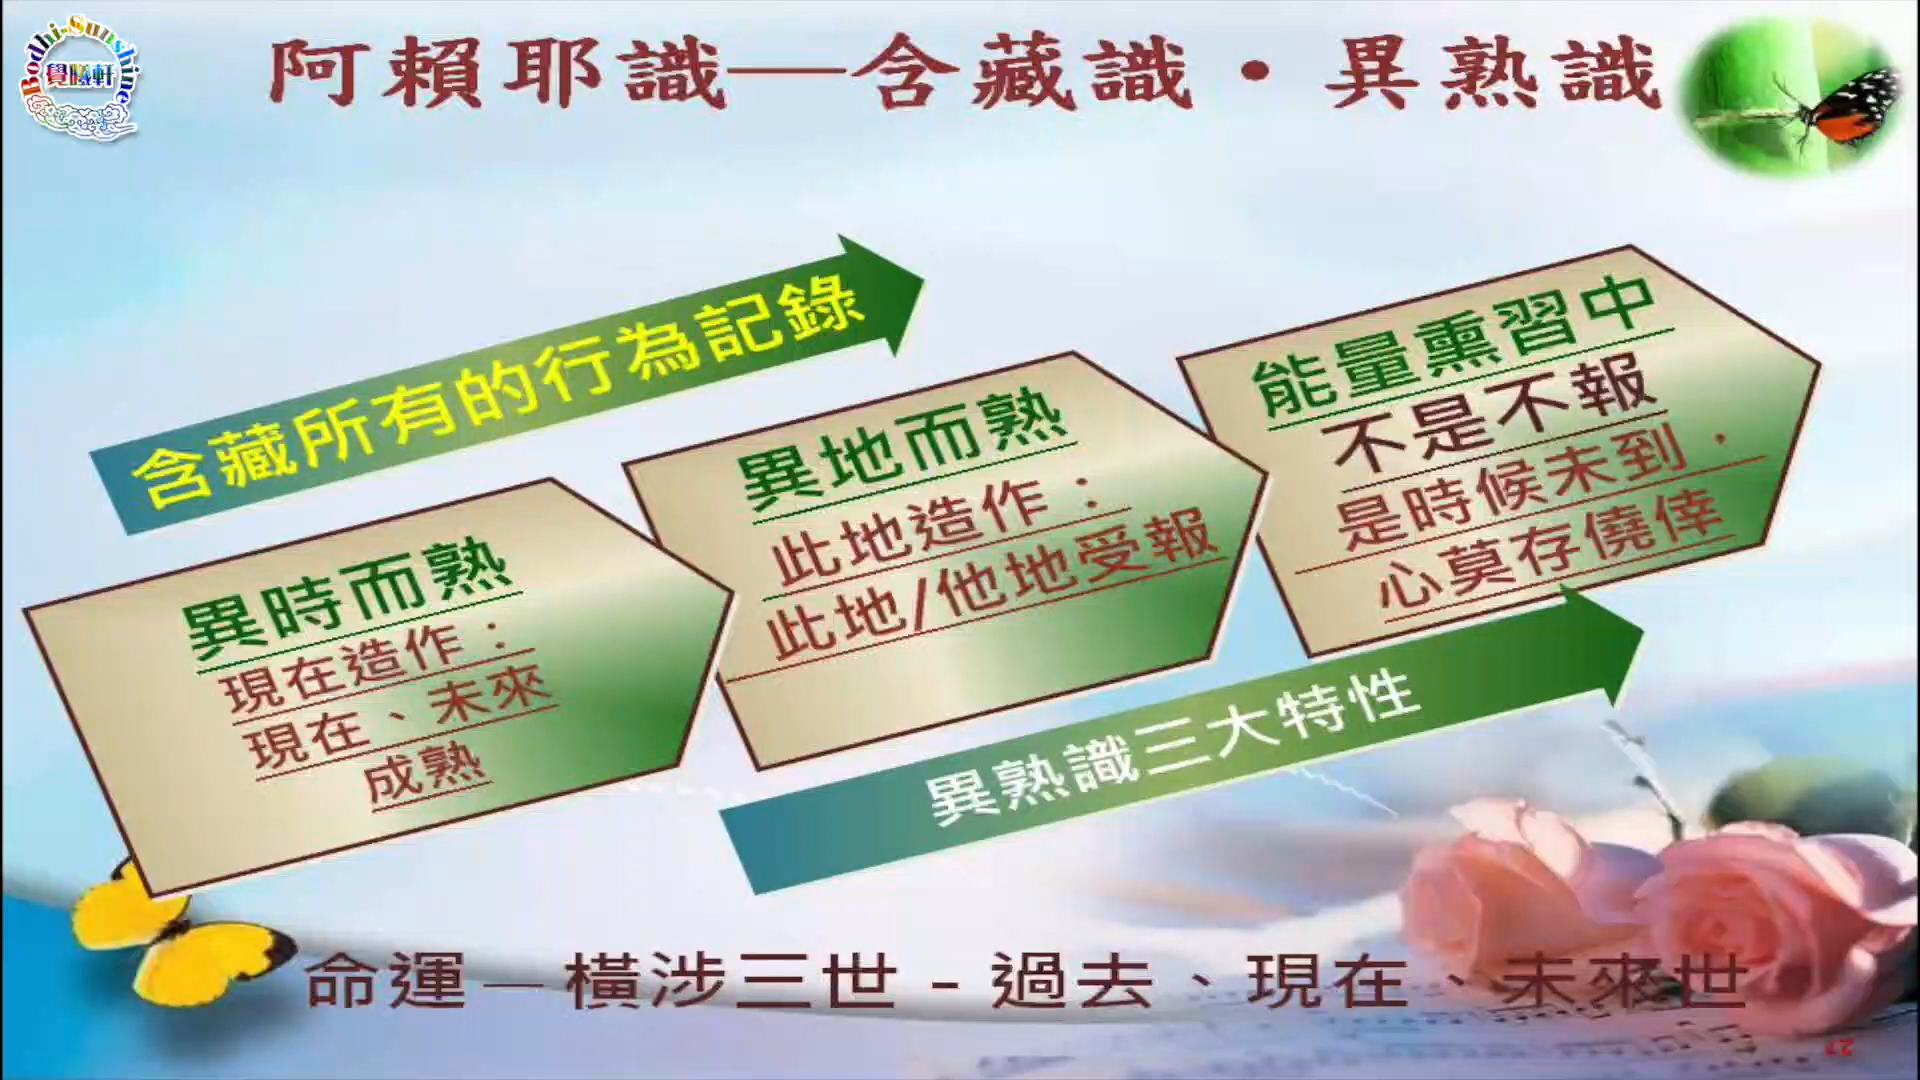 Bodhi-Sunshine
覺曦軒
阿賴耶識—含藏識·異熟識
含藏所有的行為記錄
異時而熟
現在造作：
現在、未來
成熟
異地而熟
此地造作：
此地/他地受報
能量熏習中
不是不報
是時候未到．
心莫存僥倖
異熟識三大特性
命運—橫涉三世-過去、現在、未來世
27